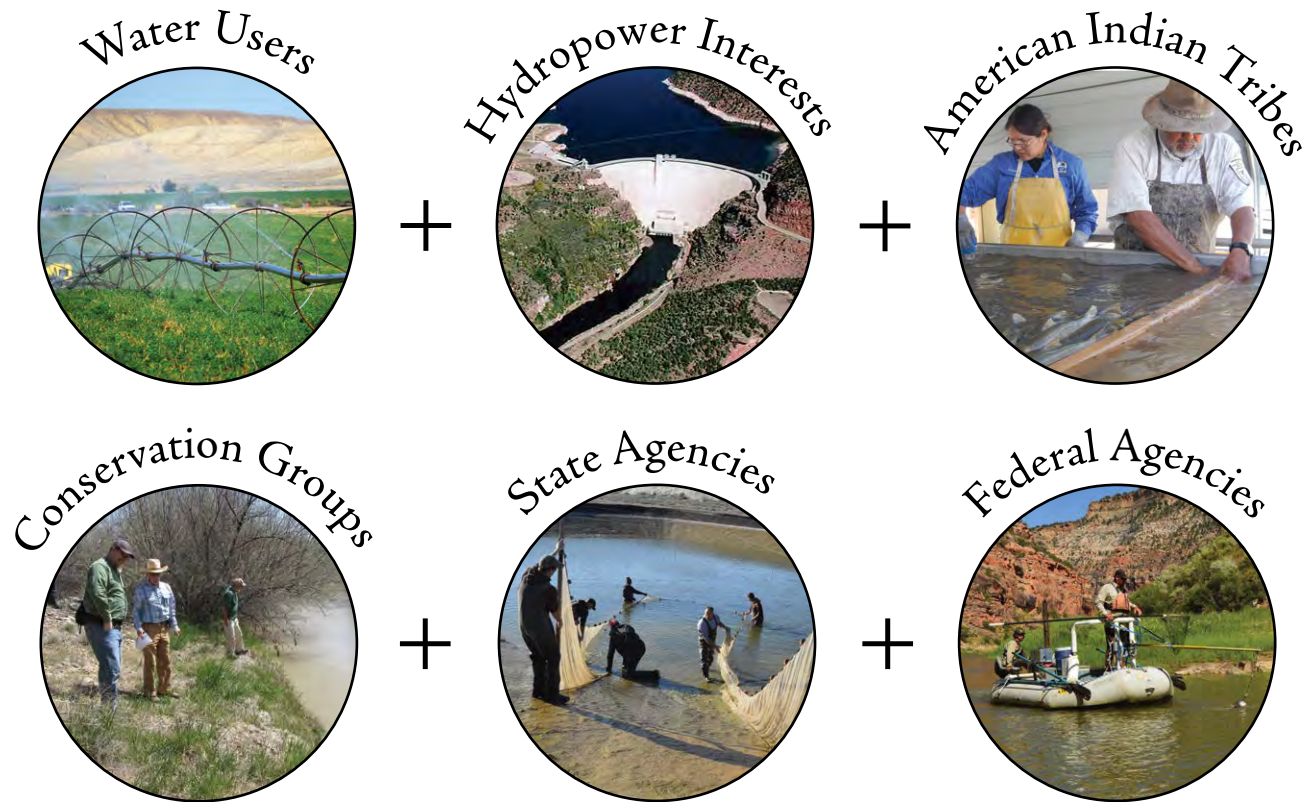 Water Users
+
Hydropower Interests
+
American Indian Tribes
Conservation Groups
+
State Agencies
+
Federal Agencies